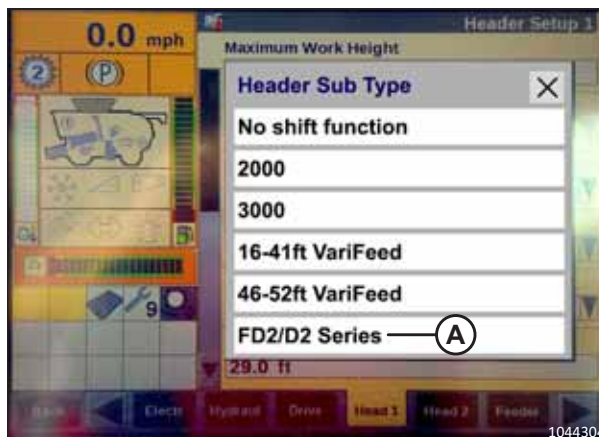 0.0 mph
Header Setup 1
2
P
Maximum Work Height
Header Sub Type
No shift function
2000
3000
16-41ft VariFeed
46-52ft VariFeed
FD2/D2 Series
A
9
29.0 ft
Back
Electr
Hydraul
Drive
Head 1
Head 2
Feeder
1044304